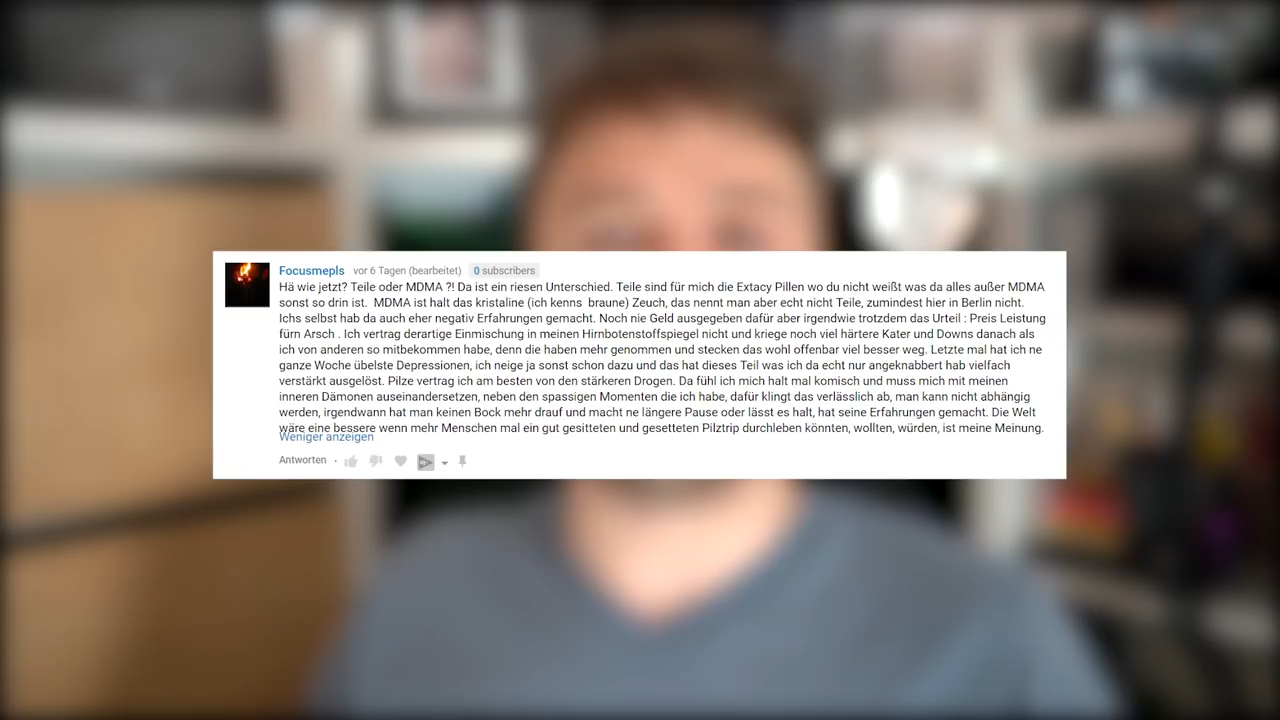 Focusmepls vor 6 Tagen (bearbeitet) 0 subscribers
Hä wie jetzt? Teile oder MDMA ?! Da ist ein riesen Unterschied. Teile sind für mich die Extacy Pillen wo du nicht weißt was da alles außer MDMA
sonst so drin ist.  MDMA ist halt das kristaline (ich kenns  braune) Zeuch, das nennt man aber echt nicht Teile, zumindest hier in Berlin nicht.
Ichs selbst hab da auch eher negativ Erfahrungen gemacht. Noch nie Geld ausgegeben dafür aber irgendwie trotzdem das Urteil : Preis Leistung
fürn Arsch . Ich vertrag derartige Einmischung in meinen Hirnbotenstoffspiegel nicht und kriege noch viel härtere Kater und Downs danach als
ich von anderen so mitbekommen habe, denn die haben mehr genommen und stecken das wohl offenbar viel besser weg. Letzte mal hat ich ne
ganze Woche übelste Depressionen, ich neige ja sonst schon dazu und das hat dieses Teil was ich da echt nur angeknabbert hab vielfach
verstärkt ausgelöst. Pilze vertrag ich am besten von den stärkeren Drogen. Da fühl ich mich halt mal komisch und muss mich mit meinen
inneren Dämonen auseinandersetzen, neben den spassigen Momenten die ich habe, dafür klingt das verlässlich ab, man kann nicht abhängig
werden, irgendwann hat man keinen Bock mehr drauf und macht ne längere Pause oder lässt es halt, hat seine Erfahrungen gemacht. Die Welt
wäre eine bessere wenn mehr Menschen mal ein gut gesitteten und gesetteten Pilztrip durchleben könnten, wollten, würden, ist meine Meinung.
Weniger anzeigen
Antworten